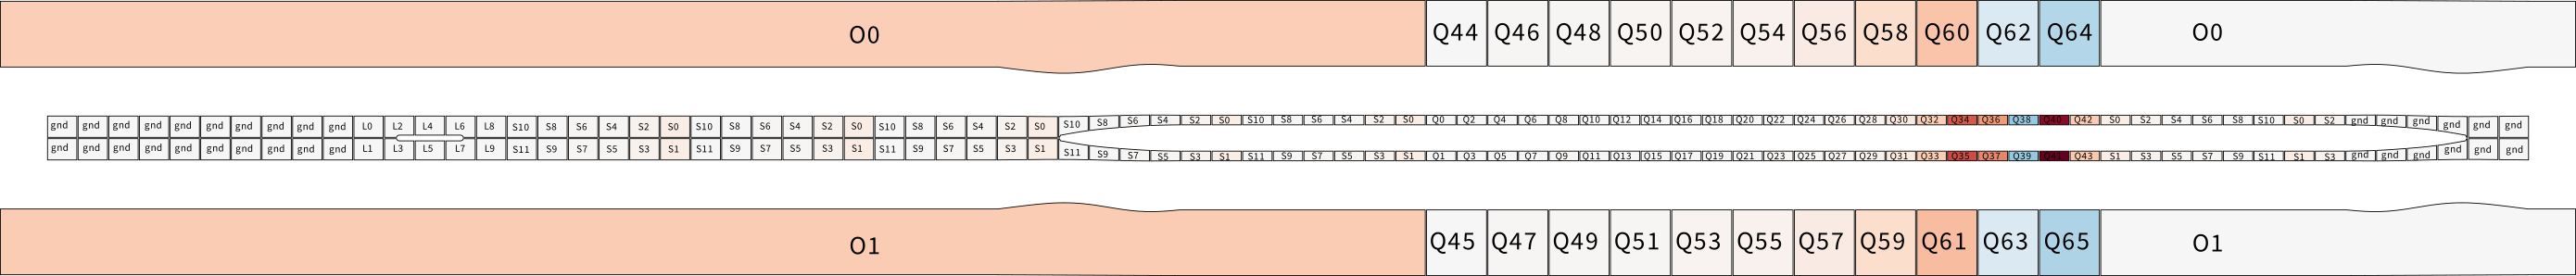 O0 Q44 Q46 Q48 Q50 Q52 Q54 Q56 Q58 Q60 Q62 Q64 O0
gnd gnd gnd gnd gnd gnd gnd gnd gnd gnd L0 L2 L4 L6 L8 S10 S8 S6 S4 S2 S0 S10 S8 S6 S4 S2 S0 S10 S8 S6 S4 S2 S0 S10 S8 S6 S4 S2 S0 S10 S8 S6 S4 S2 S0 Q0 Q2 Q4 Q6 Q8 Q10 Q12 Q14 Q16 Q18 Q20 Q22 Q24 Q26 Q28 Q30 Q32 Q34 Q36 Q38 Q40 Q42 S0 S2 S4 S6 S8 S10 S0 S2 gnd gnd gnd gnd gnd gnd
gnd gnd gnd gnd gnd gnd gnd gnd gnd gnd L1 L3 L5 L7 L9 S11 S9 S7 S5 S3 S1 S11 S9 S7 S5 S3 S1 S11 S9 S7 S5 S3 S1 S11 S9 S7 S5 S3 S1 S11 S9 S7 S5 S3 S1 Q1 Q3 Q5 Q7 Q9 Q11 Q13 Q15 Q17 Q19 Q21 Q23 Q25 Q27 Q29 Q31 Q33 Q35 Q37 Q39 Q41 Q43 S1 S3 S5 S7 S9 S11 S1 S3 gnd gnd gnd gnd gnd gnd
O1 Q45 Q47 Q49 Q51 Q53 Q55 Q57 Q59 Q61 Q63 Q65 O1